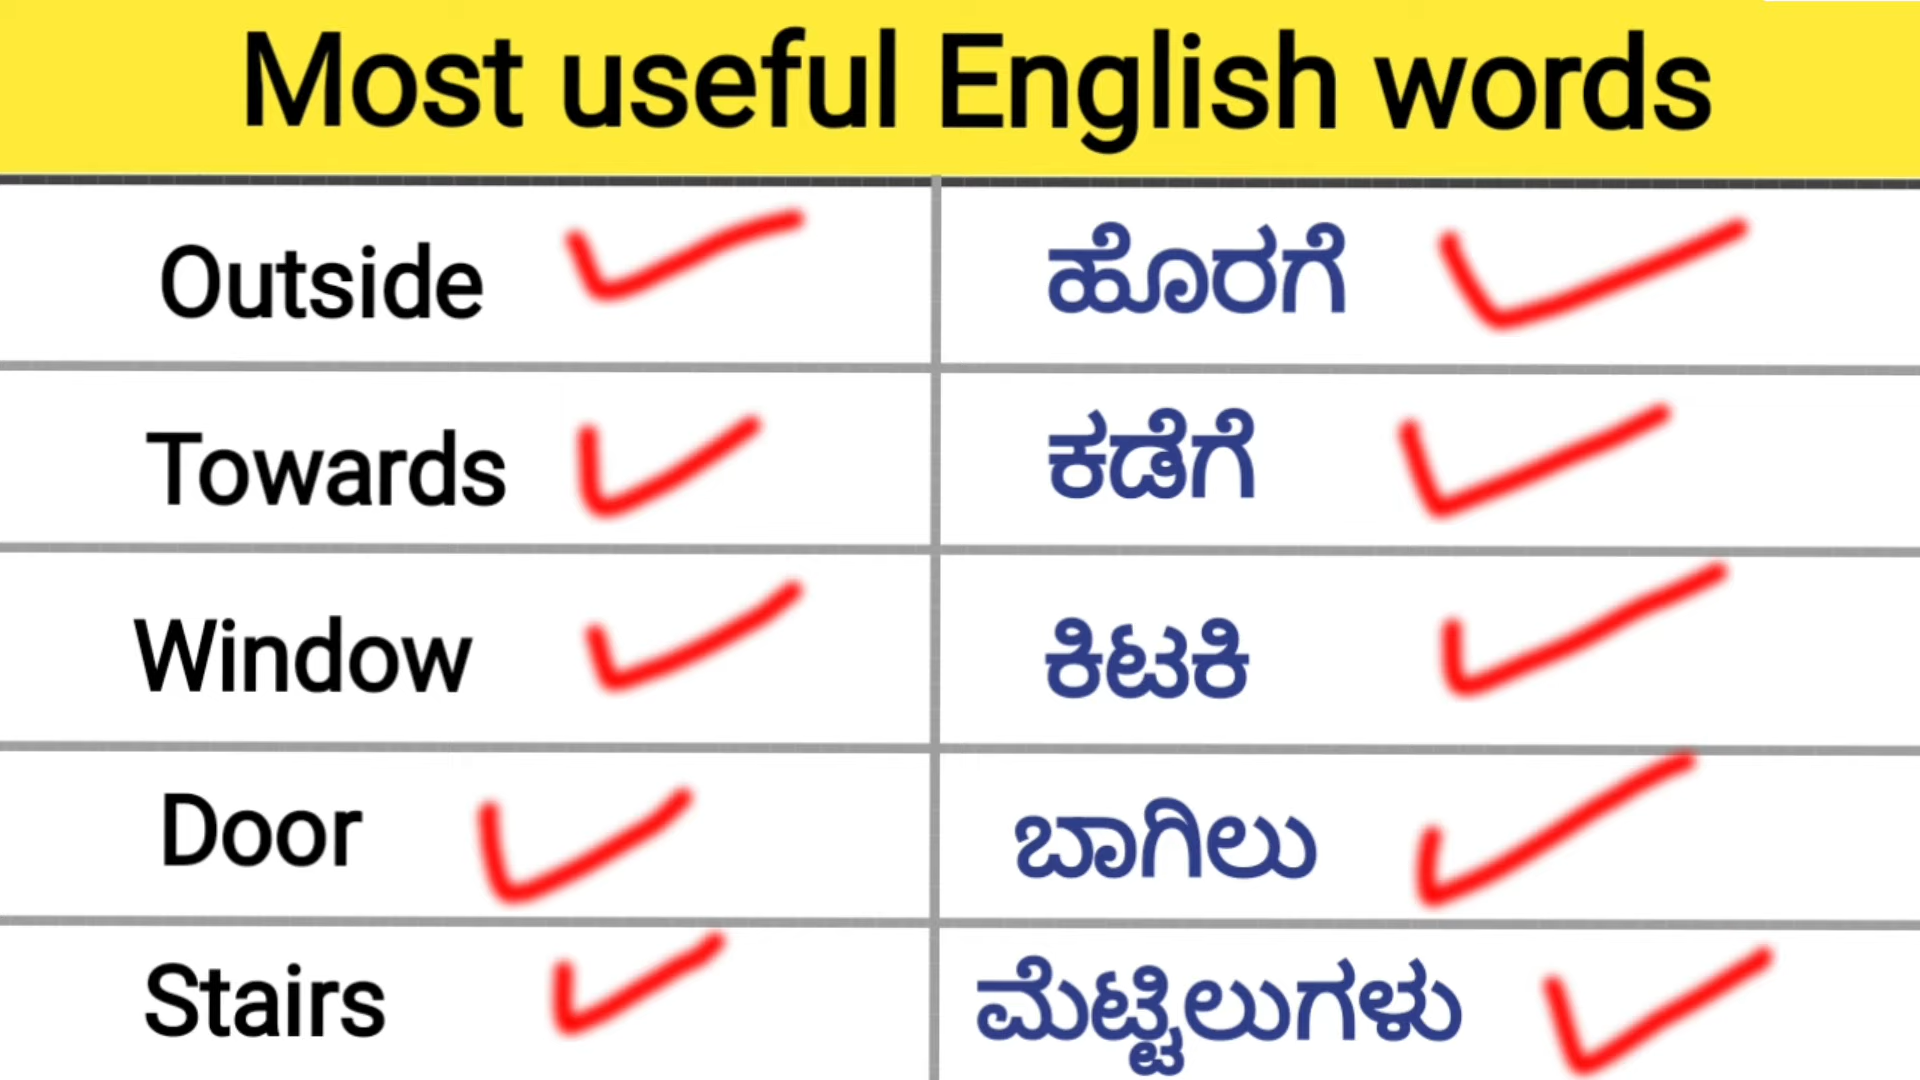 Most useful English words
Outside ಹೊರಗೆ
Towards ಕಡೆಗೆ
Window ಕಿಟಕಿ
Door ಬಾಗಿಲು
Stairs ಮೆಟ್ಟಿಲುಗಳು